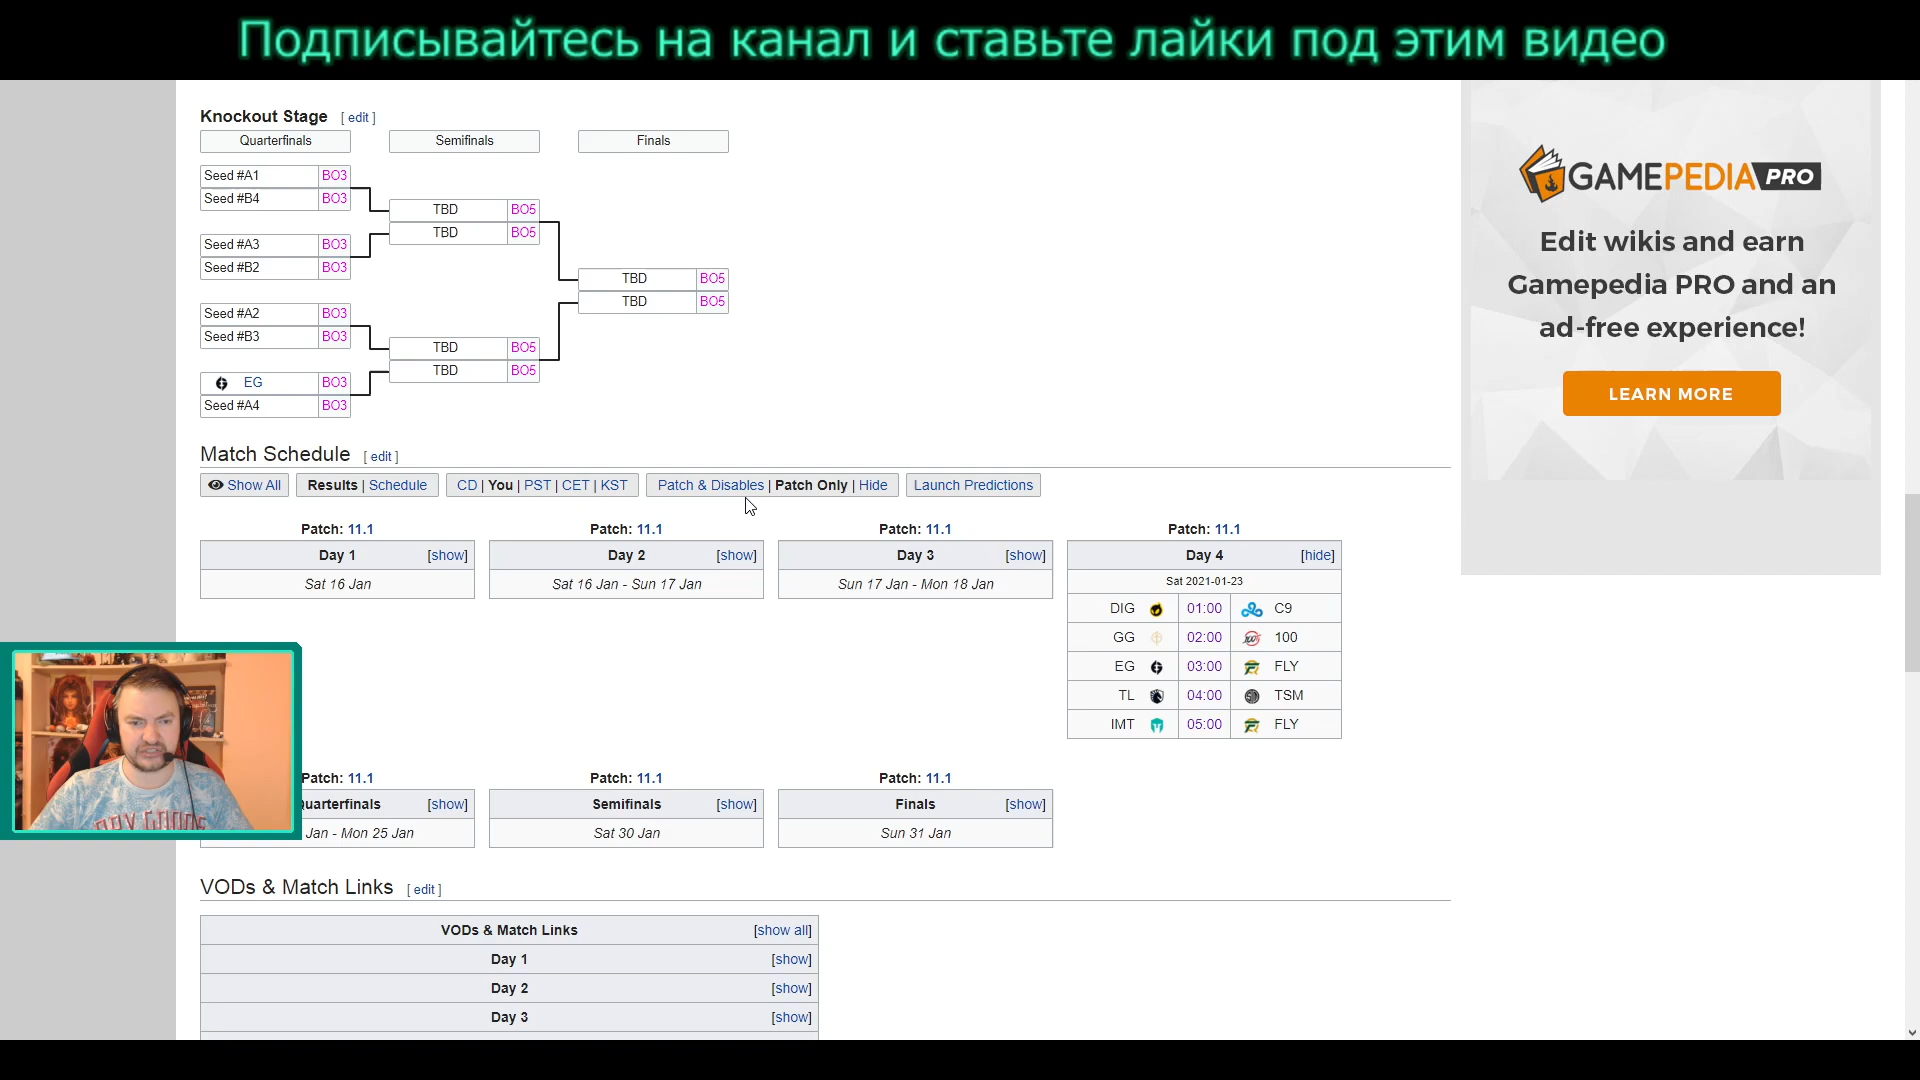 Подписывайтесь на канал и ставьте лайки под этим видео
Knockout Stage [ edit ]
Quarterfinals Semifinals Finals
Seed #A1 BO3
Seed #B4 BO3
TBD BO5
TBD BO5
Seed #A3 BO3
Seed #B2 BO3
TBD BO5
TBD BO5
Seed #A2 BO3
Seed #B3 BO3
TBD BO5
TBD BO5
EG BO3
Seed #A4 BO3
Match Schedule [ edit ]
Show All Results | Schedule CD | You | PST | CET | KST Patch & Disables | Patch Only | Hide Launch Predictions
Patch: 11.1
Day 1 [show]
Sat 16 Jan
Patch: 11.1
Day 2 [show]
Sat 16 Jan - Sun 17 Jan
Patch: 11.1
Day 3 [show]
Sun 17 Jan - Mon 18 Jan
Patch: 11.1
Day 4 [hide]
Sat 2021-01-23
DIG 01:00 C9
GG 02:00 100
EG 03:00 FLY
TL 04:00 TSM
IMT 05:00 FLY
Patch: 11.1
uarterfinals [show]
Jan - Mon 25 Jan
Patch: 11.1
Semifinals [show]
Sat 30 Jan
Patch: 11.1
Finals [show]
Sun 31 Jan
VODs & Match Links [ edit ]
VODs & Match Links [show all]
Day 1 [show]
Day 2 [show]
Day 3 [show]
GAMEPEDIA PRO
Edit wikis and earn
Gamepedia PRO and an
ad-free experience!
LEARN MORE